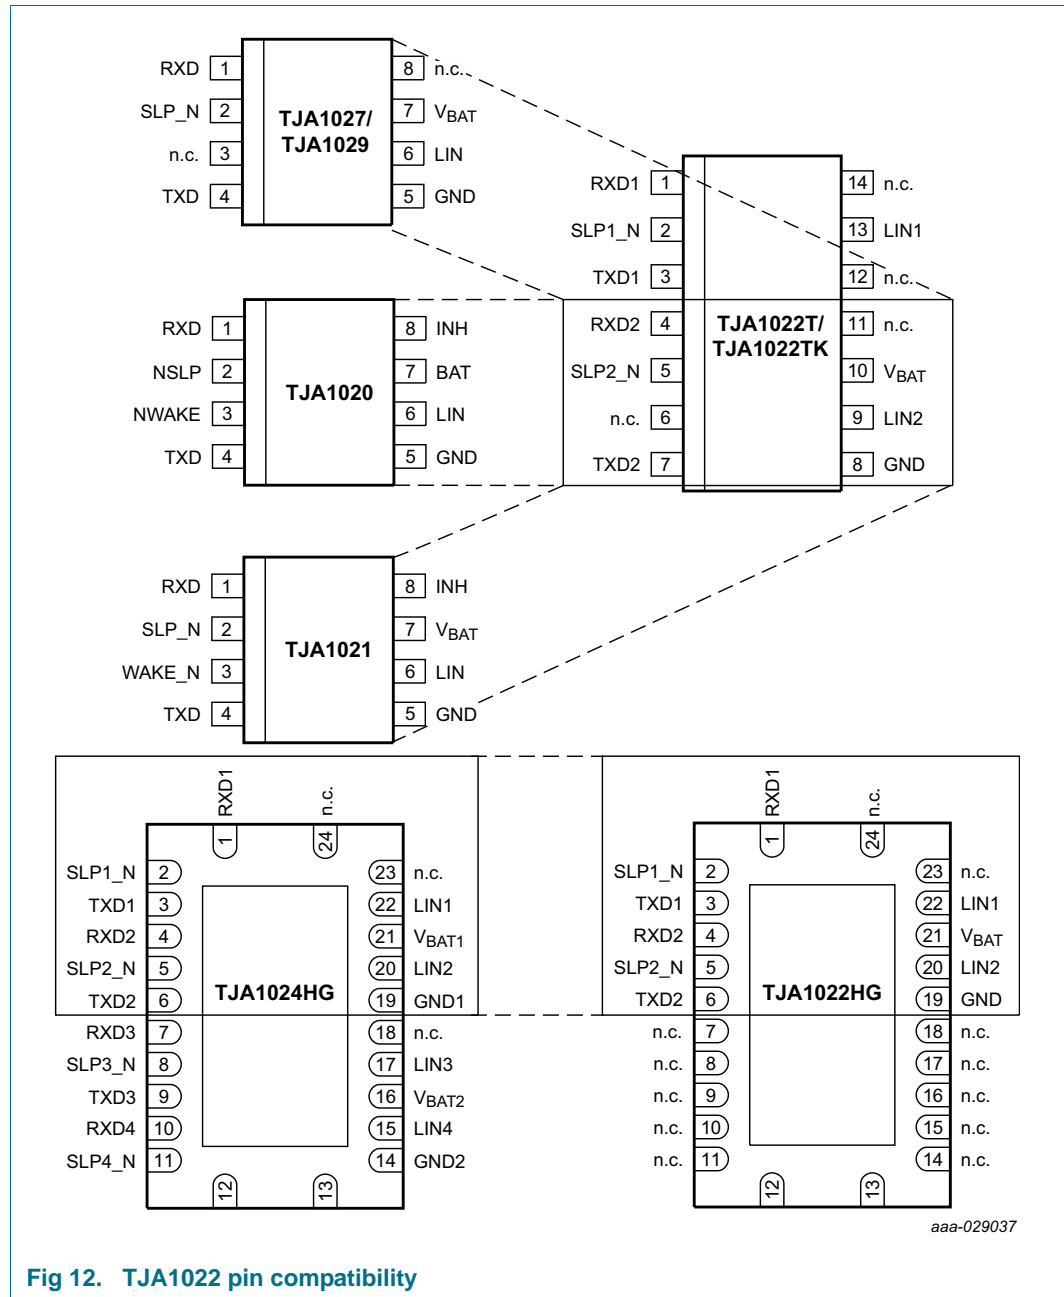 RXD 1 8 n.c.
SLP_N 2 7 VBAT
n.c. 3 6 LIN
TXD 4 5 GND
TJA1027/
TJA1029
RXD1 1 14 n.c.
SLP1_N 2 13 LIN1
TXD1 3 12 n.c.
RXD2 4 11 n.c.
SLP2_N 5 10 VBAT
n.c. 6 9 LIN2
TXD2 7 8 GND
TJA1022T/
TJA1022TK
RXD 1 8 INH
NSLP 2 7 BAT
NWAKE 3 6 LIN
TXD 4 5 GND
TJA1020
RXD 1 8 INH
SLP_N 2 7 VBAT
WAKE_N 3 6 LIN
TXD 4 5 GND
TJA1021
RXD1 n.c.
1 24
SLP1_N 2 23 n.c.
TXD1 3 22 LIN1
RXD2 4 21 VBAT1
SLP2_N 5 20 LIN2
TXD2 6 19 GND1
RXD3 7 18 n.c.
SLP3_N 8 17 LIN3
TXD3 9 16 VBAT2
RXD4 10 15 LIN4
SLP4_N 11 14 GND2
12 13
TJA1024HG
RXD1 n.c.
1 24
SLP1_N 2 23 n.c.
TXD1 3 22 LIN1
RXD2 4 21 VBAT
SLP2_N 5 20 LIN2
TXD2 6 19 GND
n.c. 7 18 n.c.
n.c. 8 17 n.c.
n.c. 9 16 n.c.
n.c. 10 15 n.c.
n.c. 11 14 n.c.
12 13
TJA1022HG
aaa-029037
Fig 12. TJA1022 pin compatibility